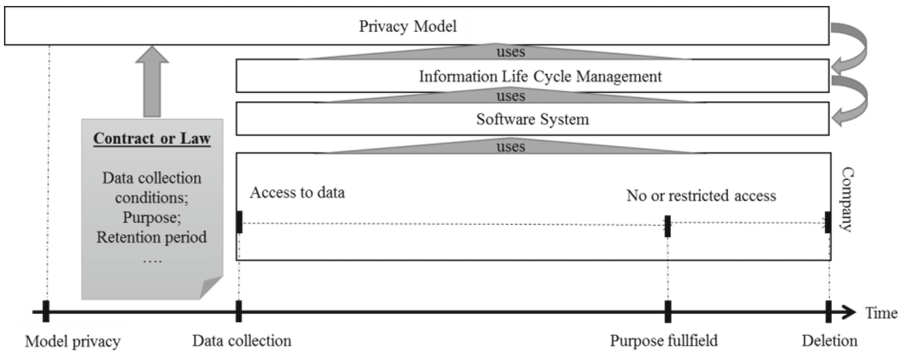 Privacy Model
uses
Information Life Cycle Management
uses
Software System
uses
Contract or Law
Data collection
conditions;
Purpose;
Retention period
....
Access to data
No or restricted access
Company
Time
Model privacy
Data collection
Purpose fullfield
Deletion